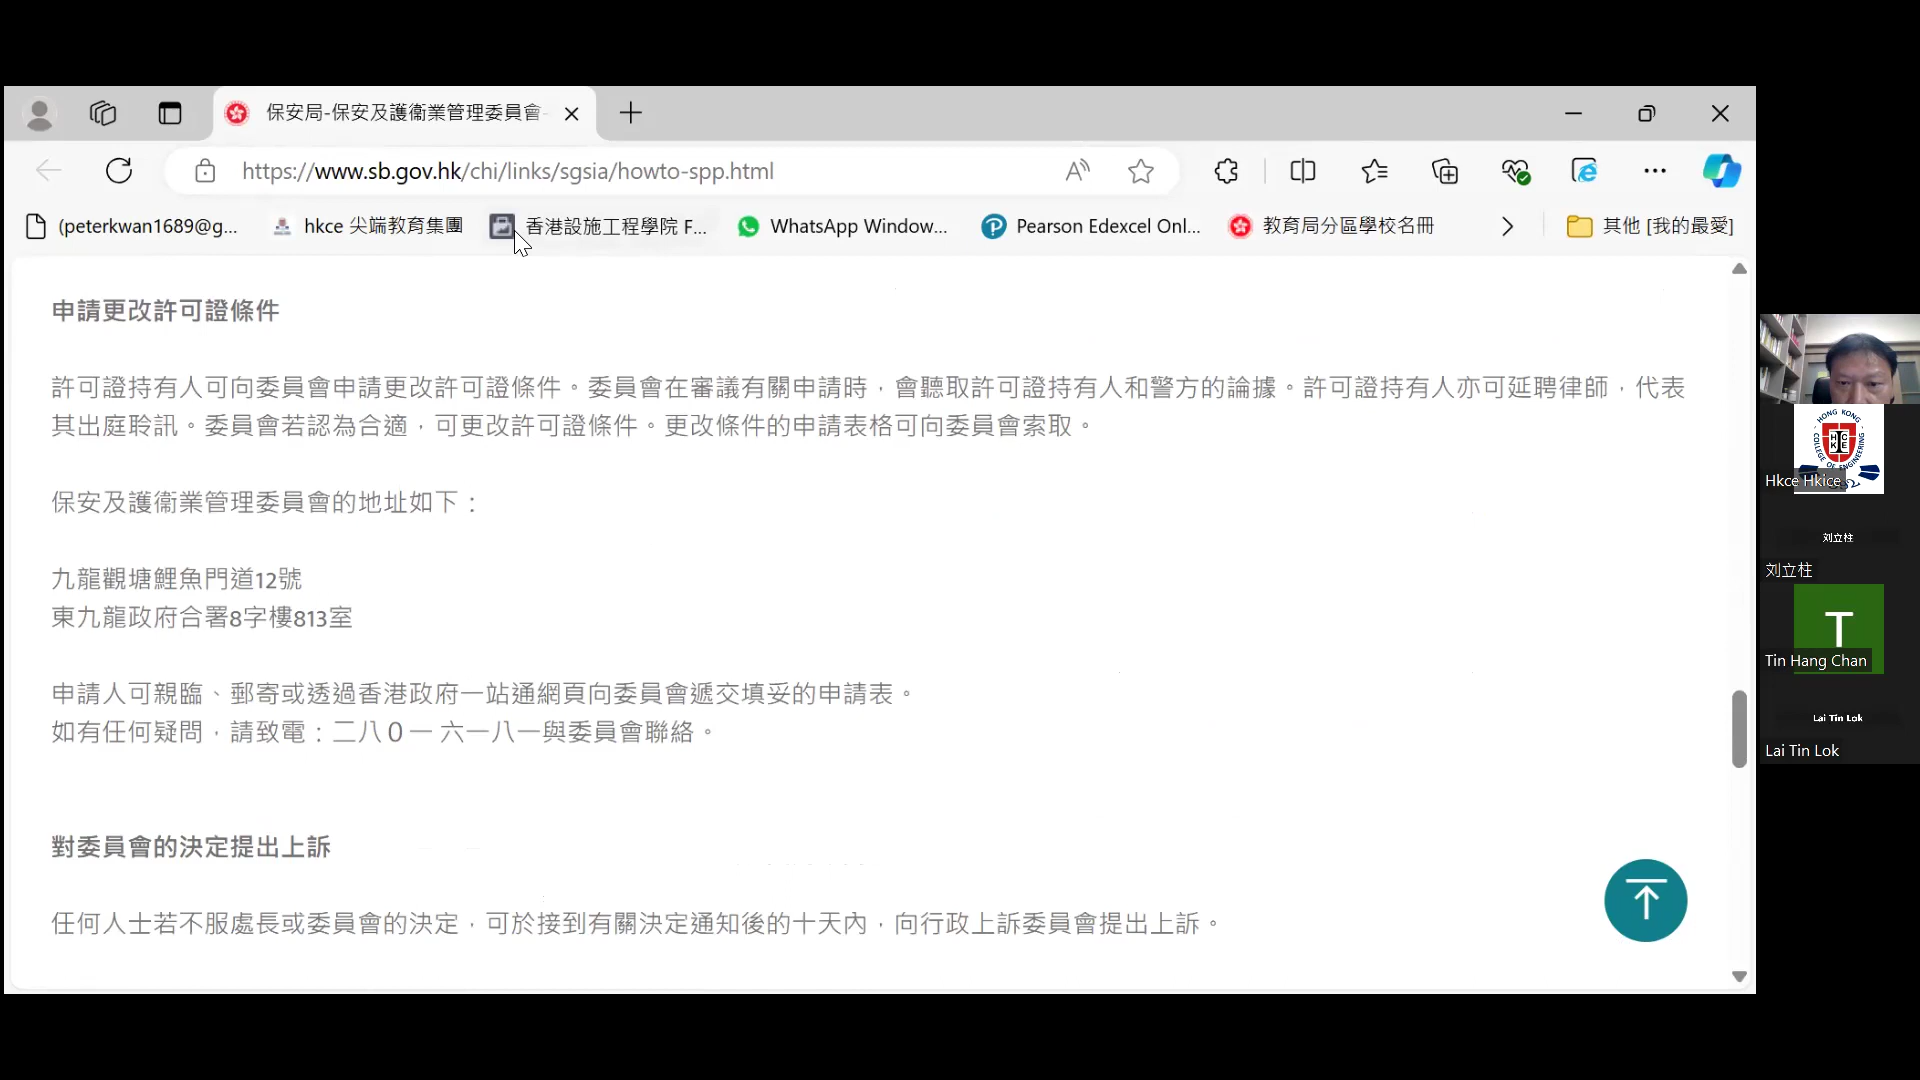 保安局-保安及護衞業管理委員會-
https://www.sb.gov.hk/chi/links/sgsia/howto-spp.html
(peterkwan1689@g... hkce 尖端教育集團 香港設施工程學院 F... WhatsApp Window... Pearson Edexcel Onl... 教育局分區學校名冊 其他 [我的最愛]
申請更改許可證條件
許可證持有人可向委員會申請更改許可證條件。委員會在審議有關申請時，會聽取許可證持有人和警方的論據。許可證持有人亦可延聘律師，代表
其出庭聆訊。委員會若認為合適，可更改許可證條件。更改條件的申請表格可向委員會索取。
保安及護衞業管理委員會的地址如下：
九龍觀塘鯉魚門道12號
東九龍政府合署8字樓813室
申請人可親臨、郵寄或透過香港政府一站通網頁向委員會遞交填妥的申請表。
如有任何疑問，請致電：二八０一 六一八一與委員會聯絡。
對委員會的決定提出上訴
任何人士若不服處長或委員會的決定，可於接到有關決定通知後的十天內，向行政上訴委員會提出上訴。
HONG KONG
COLLEGE OF ENGINEERING
HKCE
Hkce Hkice
刘立柱
刘立柱
T
Tin Hang Chan
Lai Tin Lok
Lai Tin Lok